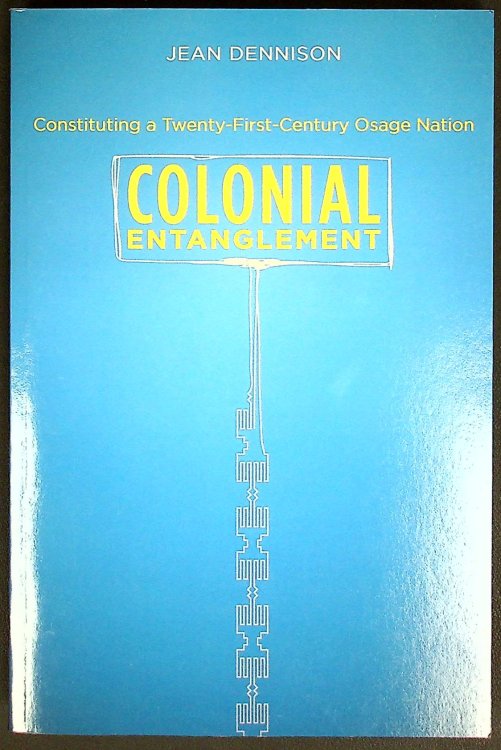 JEAN DENNISON
Constituting a Twenty-First-Century Osage Nation
COLONIAL
ENTANGLEMENT